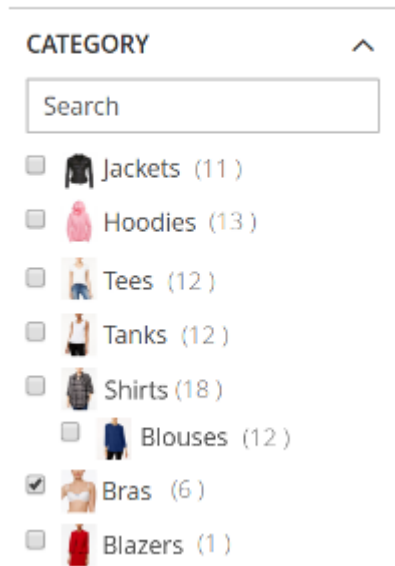 CATEGORY
Search
Jackets (11 )
Hoodies (13 )
Tees (12 )
Tanks (12 )
Shirts (18 )
Blouses (12 )
Bras (6 )
Blazers (1 )